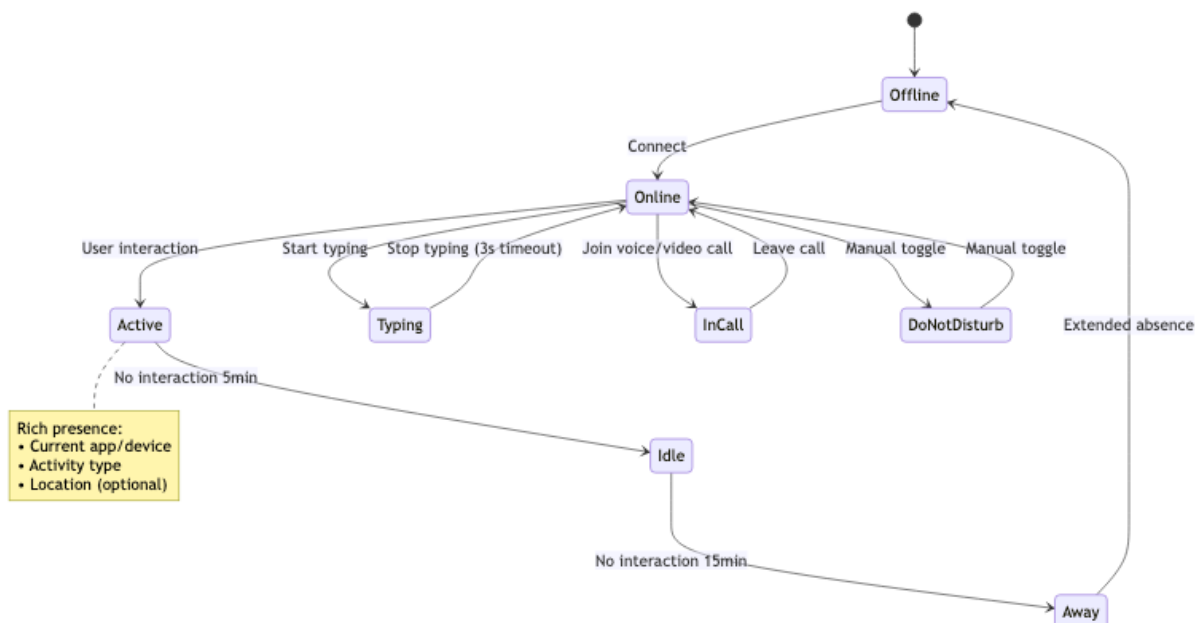 Offline
Connect
Online
User interaction
Start typing
Stop typing (3s timeout)
Join voice/video call
Leave call
Manual toggle
Manual toggle
Active
Typing
InCall
DoNotDisturb
Extended absence
No interaction 5min
Rich presence:
• Current app/device
• Activity type
• Location (optional)
Idle
No interaction 15min
Away